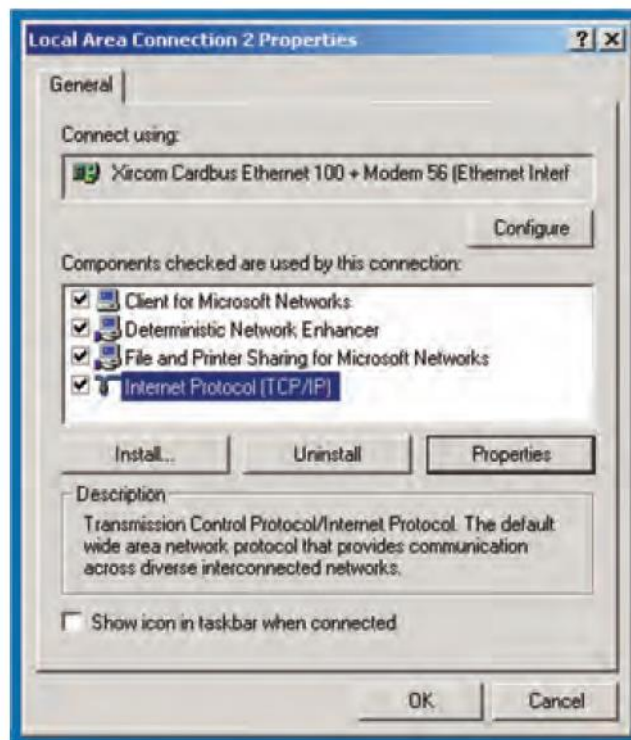 Local Area Connection 2 Properties
General
Connect using:
Xircom Cardbus Ethernet 100 + Modem 56 (Ethernet Interf
Configure
Components checked are used by this connection:
Client for Microsoft Networks
Deterministic Network Enhancer
File and Printer Sharing for Microsoft Networks
Internet Protocol (TCP/IP)
Install... Uninstall Properties
Description
Transmission Control Protocol/Internet Protocol. The default
wide area network protocol that provides communication
across diverse interconnected networks.
Show icon in taskbar when connected
OK Cancel